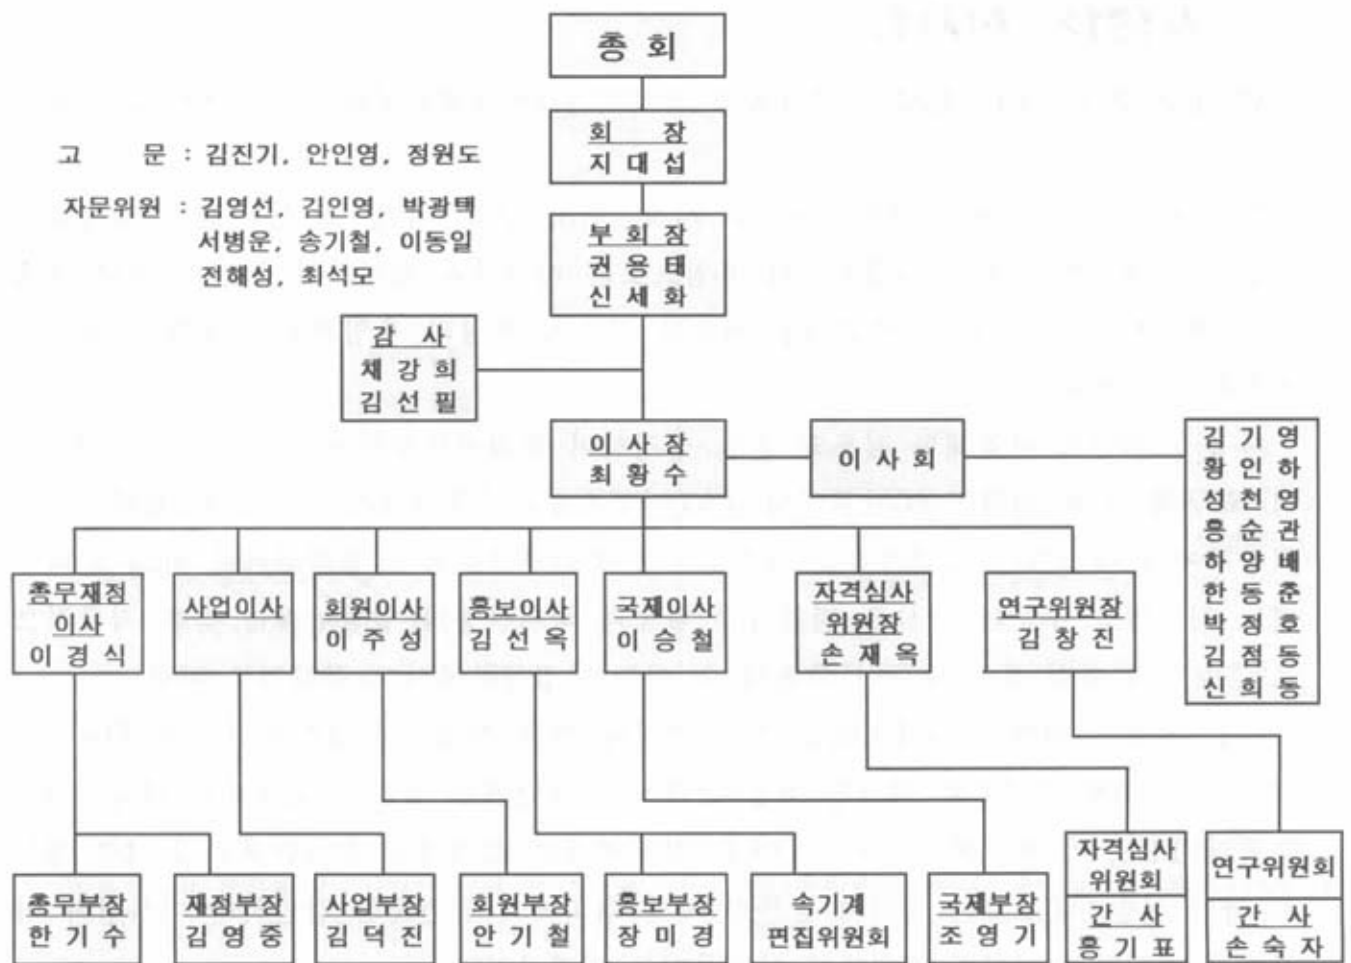 총 회
회 장
지 대 섭
고 문 : 김진기, 안인영, 정원도
자문위원 : 김영선, 김인영, 박광택
서병운, 송기철, 이동일
전해성, 최석모
부 회 장
권 용 태
신 세 화
감 사
채 강 희
김 선 필
이 사 장
최 황 수
이 사 회
김 기 영
황 인 하
성 천 영
홍 순 관
하 양 배
한 동 춘
박 정 호
김 점 동
신 희 동
총무재정
이사
이 경 식
사업이사
회원이사
이 주 성
홍보이사
김 선 옥
국제이사
이 승 철
자격심사
위원장
손 재 옥
연구위원장
김 창 진
총무부장
한 기 수
재정부장
김 영 중
사업부장
김 덕 진
회원부장
안 기 철
홍보부장
장 미 경
속기계
편집위원회
국제부장
조 영 기
자격심사
위원회
간 사
홍 기 표
연구위원회
간 사
손 숙 자